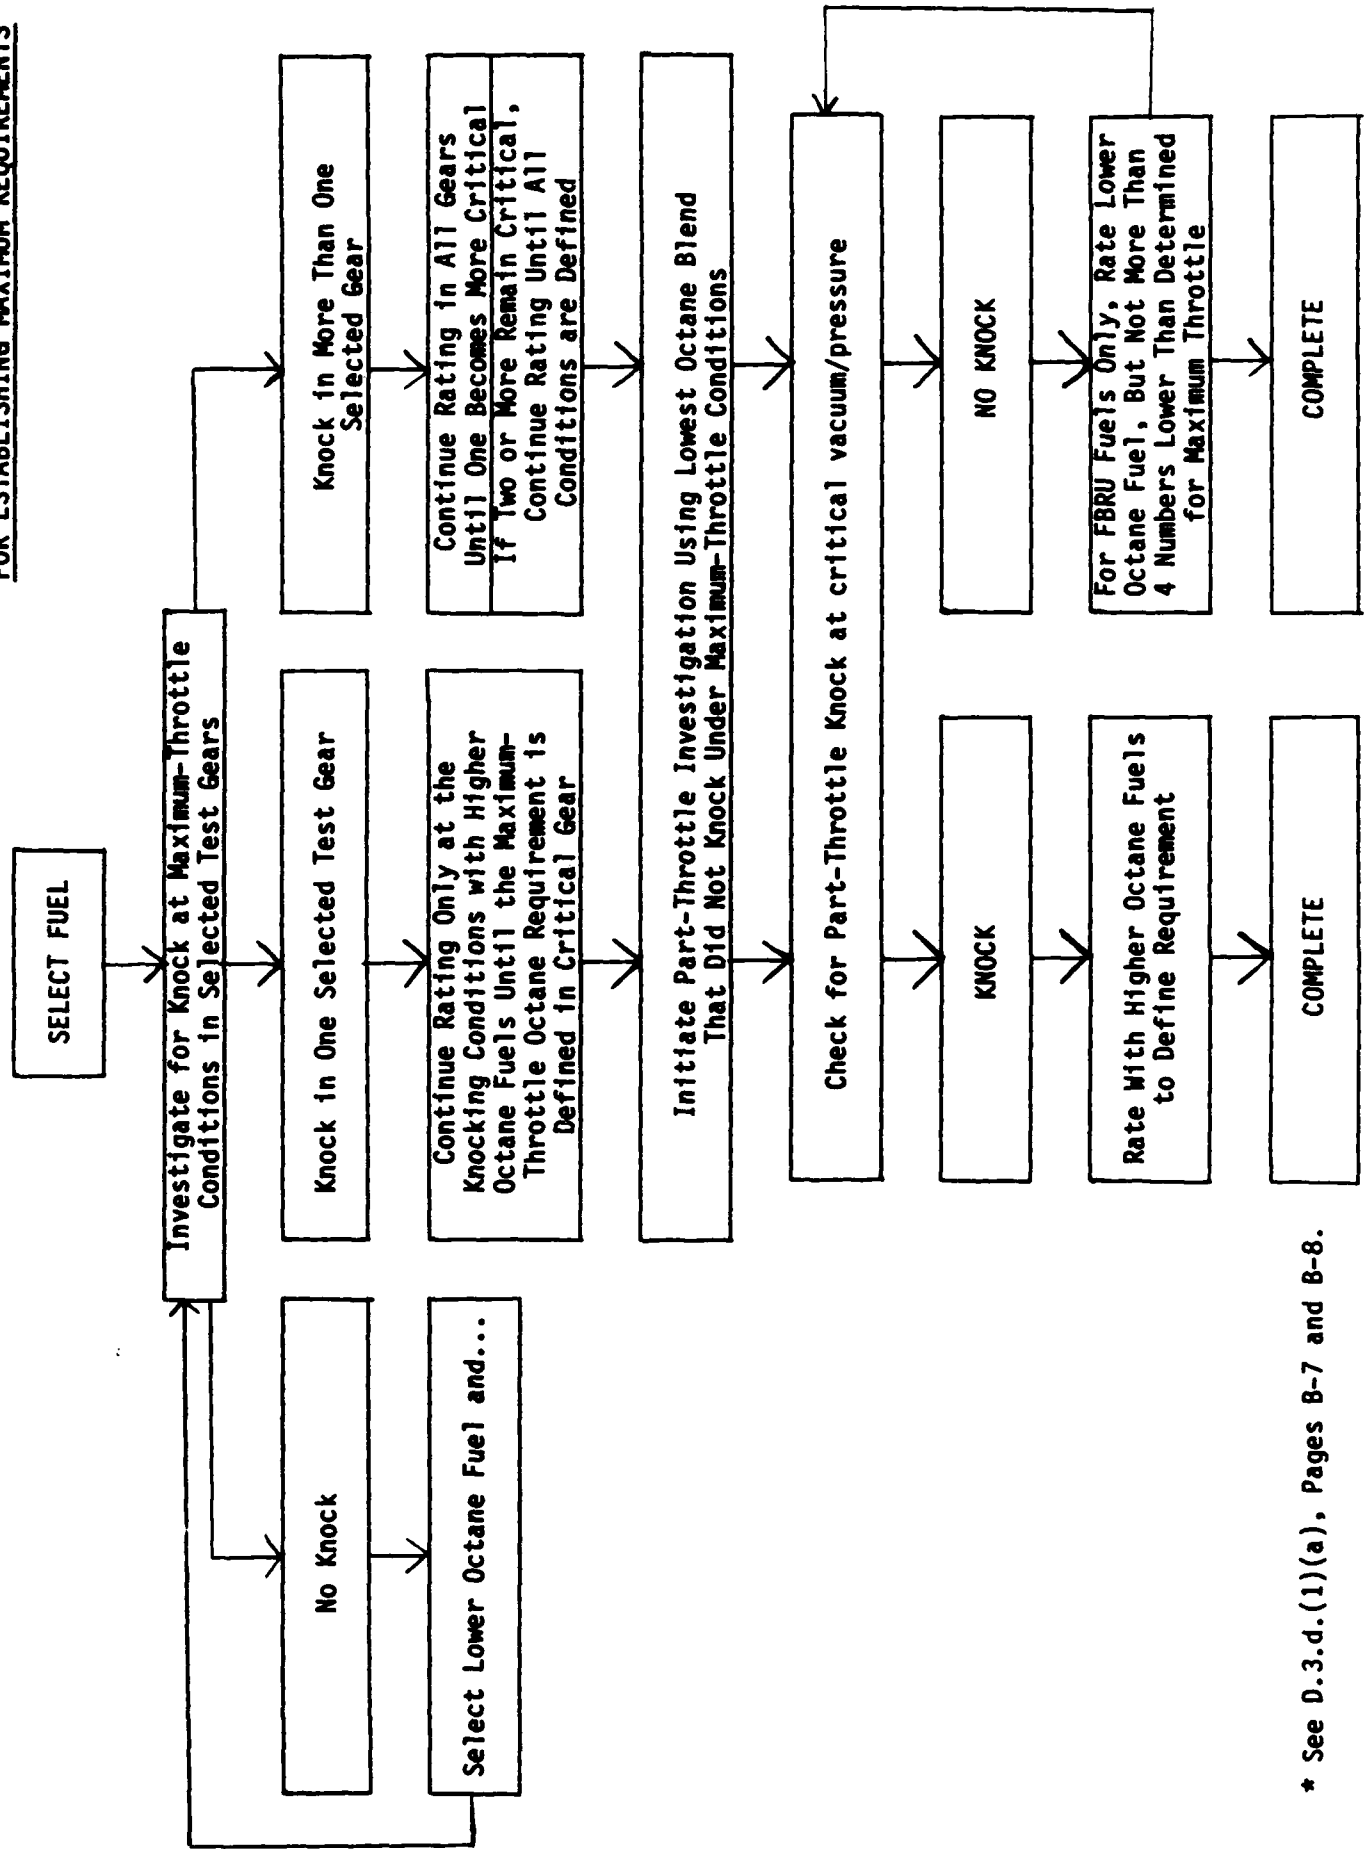 FOR ESTABLISHING MAXIMUM REQUIREMENTS
SELECT FUEL
Investigate for Knock at Maximum-Throttle
Conditions in Selected Test Gears
No Knock
Select Lower Octane Fuel and...
Knock in One Selected Test Gear
Continue Rating Only at the
Knocking Conditions with Higher
Octane Fuels Until the Maximum-
Throttle Octane Requirement is
Defined in Critical Gear
Knock in More Than One
Selected Gear
Continue Rating in All Gears
Until One Becomes More Critical
If Two or More Remain Critical,
Continue Rating Until All
Conditions are Defined
Initiate Part-Throttle Investigation Using Lowest Octane Blend
That Did Not Knock Under Maximum-Throttle Conditions
Check for Part-Throttle Knock at critical vacuum/pressure
KNOCK
Rate With Higher Octane Fuels
to Define Requirement
COMPLETE
NO KNOCK
For FBRU Fuels Only, Rate Lower
Octane Fuel, But Not More Than
4 Numbers Lower Than Determined
for Maximum Throttle
COMPLETE
* See D.3.d.(1)(a), Pages B-7 and B-8.